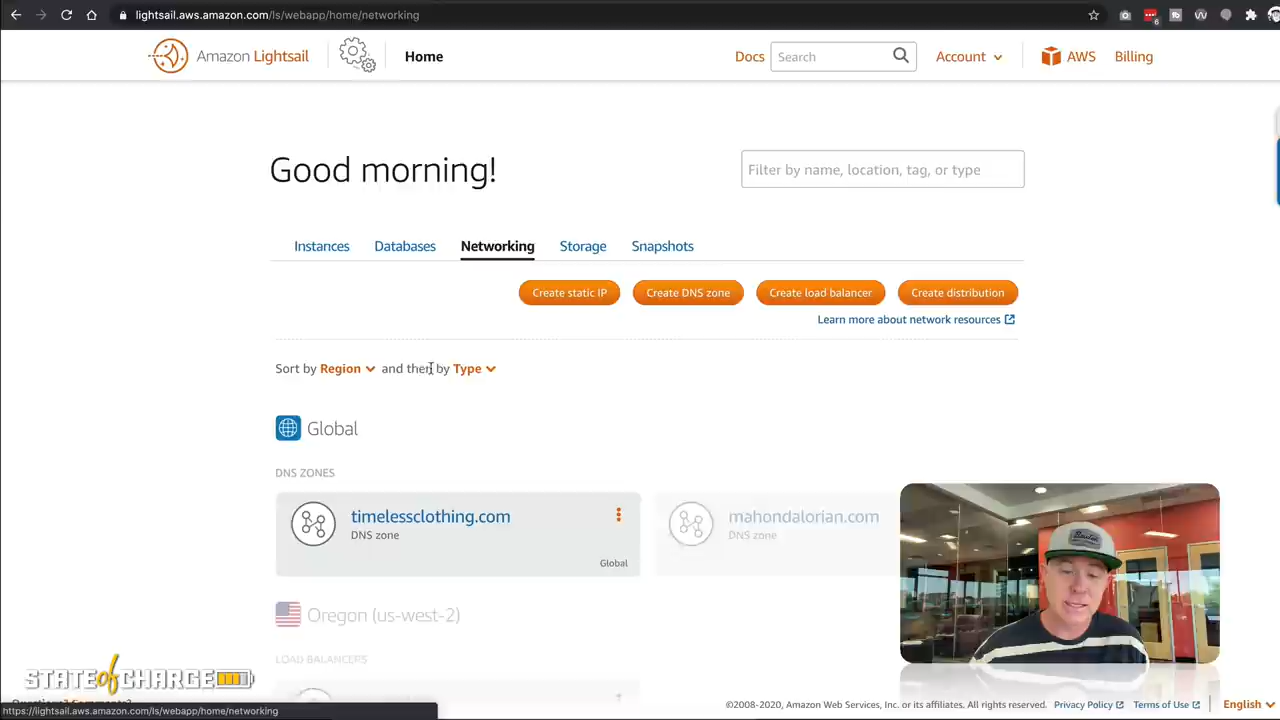 lightsail.aws.amazon.com/ls/webapp/home/networking
Amazon Lightsail
Home
Docs
Search
Account
AWS
Billing
Good morning!
Filter by name, location, tag, or type
Instances
Databases
Networking
Storage
Snapshots
Create static IP
Create DNS zone
Create load balancer
Create distribution
Learn more about network resources
Sort by Region and then by Type
Global
DNS ZONES
timelessclothing.com
DNS zone
Global
mahondalorian.com
DNS zone
Oregon (us-west-2)
LOAD BALANCERS
STATE of CHARGE
Questions? Comments?
https://lightsail.aws.amazon.com/ls/webapp/home/networking
©2008-2020, Amazon Web Services, Inc. or its affiliates. All rights reserved.
Privacy Policy
Terms of Use
English